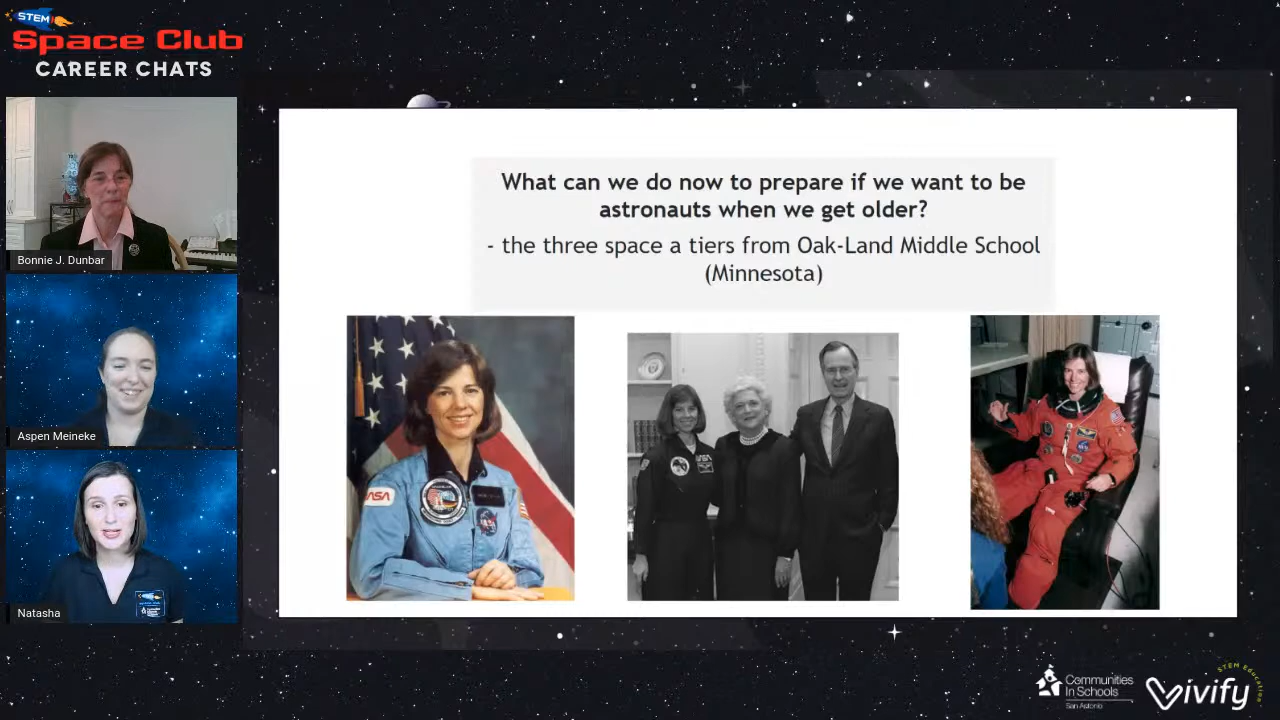 STEM
Space Club
CAREER CHATS
Bonnie J. Dunbar
Aspen Meineke
Natasha
What can we do now to prepare if we want to be
astronauts when we get older?
- the three space a tiers from Oak-Land Middle School
(Minnesota)
NASA
Communities
In Schools
San Antonio
Vivify
STEM Education